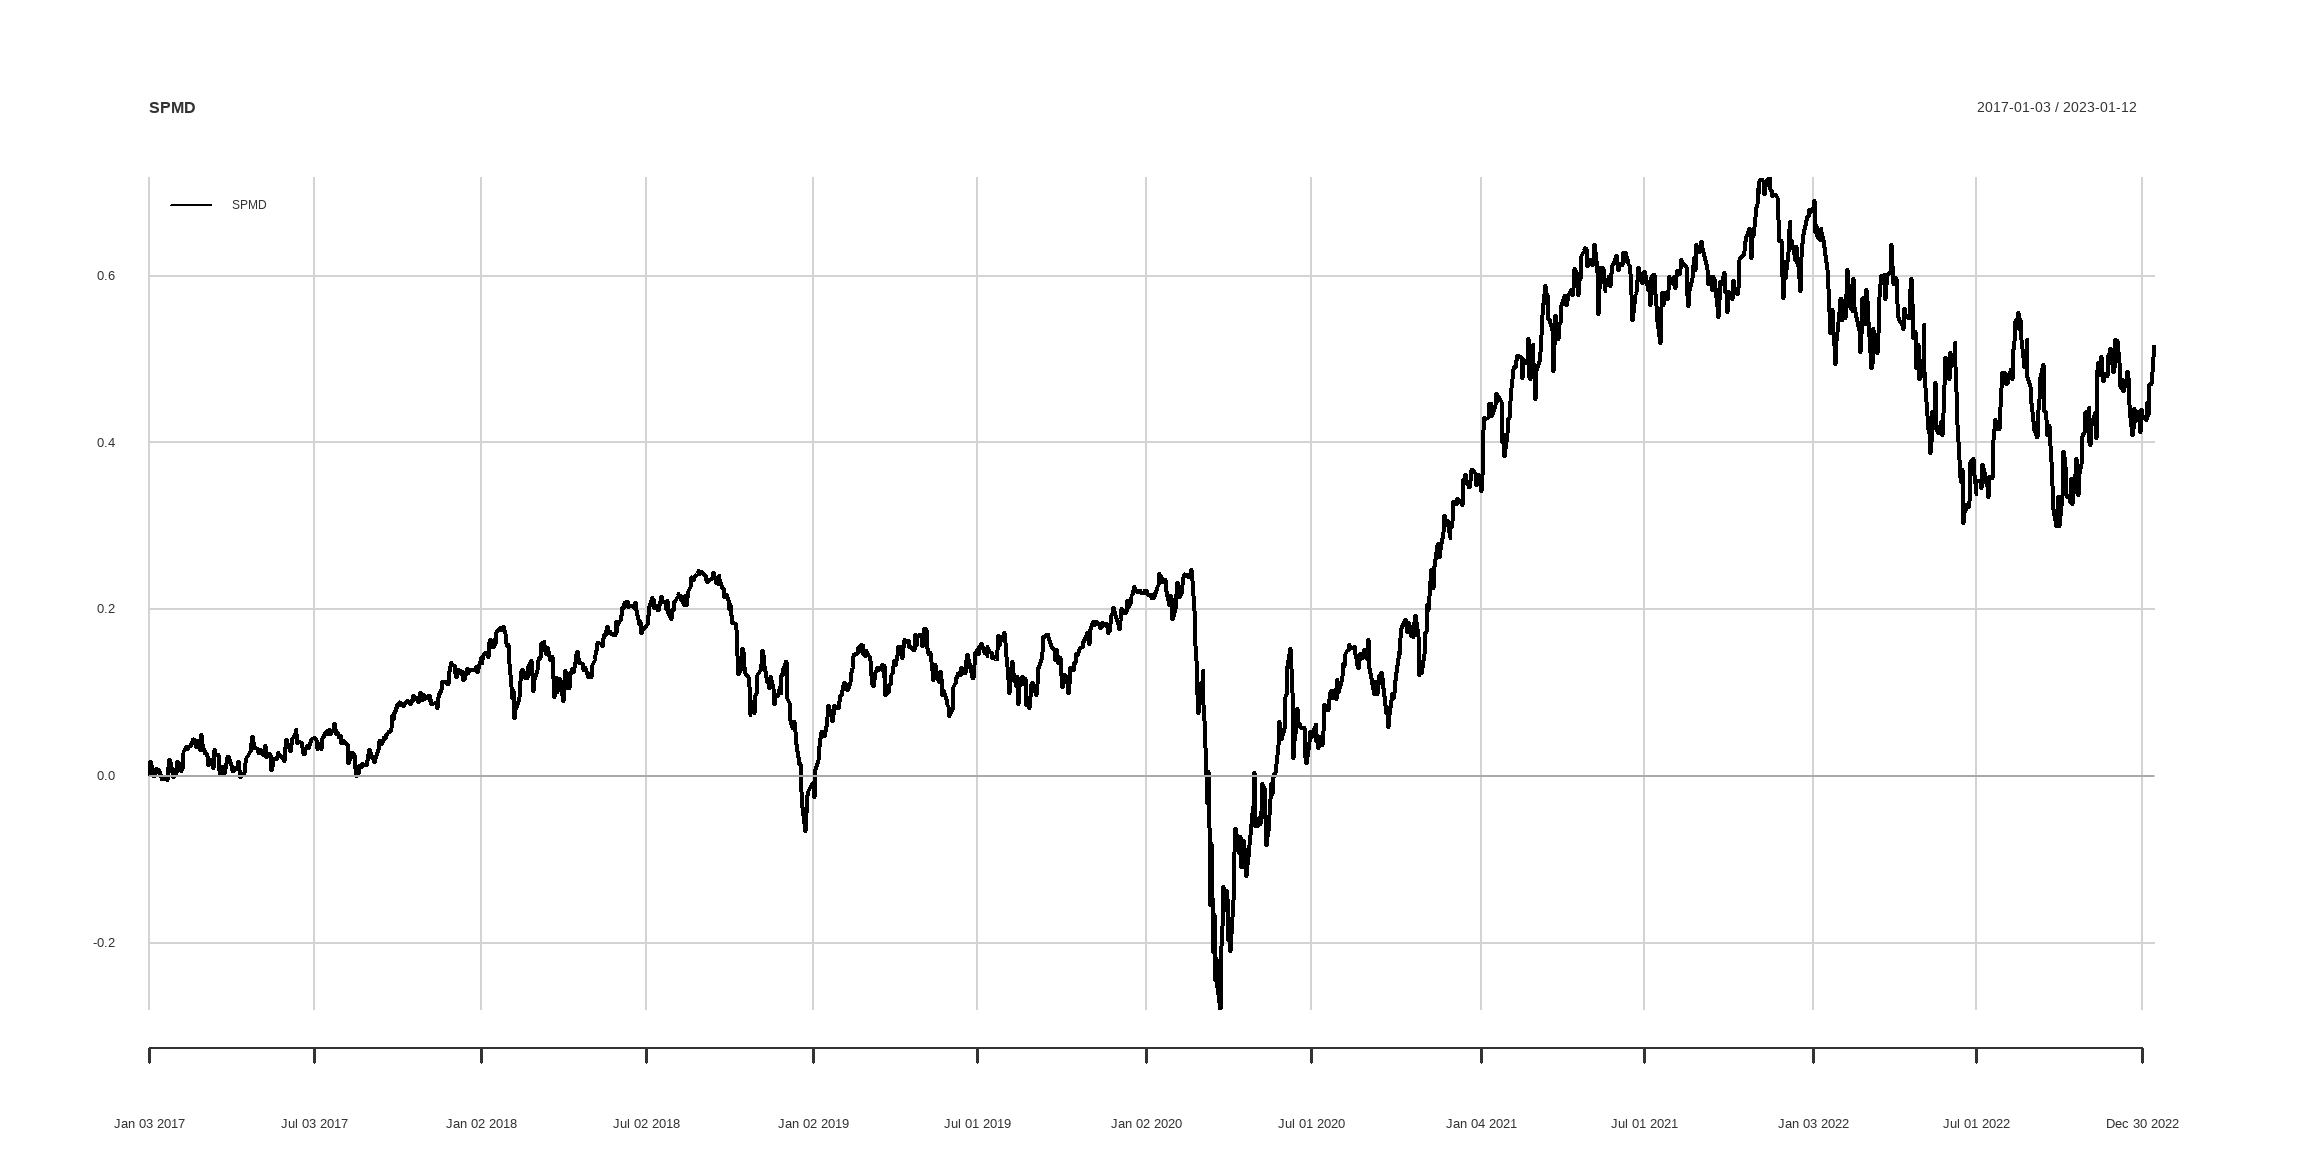 SPMD
2017-01-03 / 2023-01-12
SPMD
0.6
0.4
0.2
0.0
-0.2
Jan 03 2017
Jul 03 2017
Jan 02 2018
Jul 02 2018
Jan 02 2019
Jul 01 2019
Jan 02 2020
Jul 01 2020
Jan 04 2021
Jul 01 2021
Jan 03 2022
Jul 01 2022
Dec 30 2022